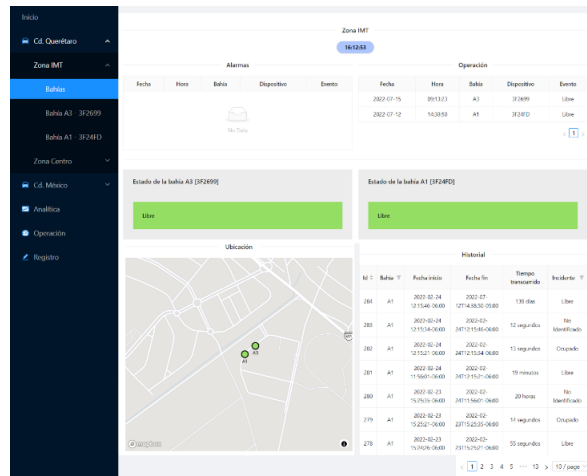 Inicio
Cd. Querétaro
Zona IMT
Bahías
Bahía A3 - 3F2699
Bahía A1 - 3F24FD
Zona Centro
Cd. México
Analítica
Operación
Registro
Zona IMT
16:12:53
Alarmas
Fecha Hora Bahía Dispositivo Evento
No Data
Operación
Fecha Hora Bahía Dispositivo Evento
2022-07-15 A3 3F2699 Libre
2022-07-12 14:38:50 A1 3F24FD Libre
1
Estado de la bahía A3 [3F2699]
Libre
Estado de la bahía A1 [3F24FD]
Libre
Ubicación
A3
A1
mapbox
Historial
Id Bahía Fecha inicio Fecha fin Tiempo transcurrido Incidente
284 A1 2022-02-24 12:15:46-06:00 2022-07-12T14:38:50-05:00 138 días Libre
283 A1 2022-02-24 12:15:34-06:00 2022-02-24T12:15:46-06:00 12 segundos No Identificado
282 A1 2022-02-24 12:15:21-06:00 2022-02-24T12:15:34-06:00 13 segundos Ocupado
281 A1 2022-02-24 11:56:01-06:00 2022-02-24T12:15:21-06:00 19 minutos Libre
280 A1 2022-02-23 15:25:35-06:00 2022-02-24T11:56:01-06:00 20 horas No Identificado
279 A1 2022-02-23 15:25:21-06:00 2022-02-23T15:25:35-06:00 14 segundos Ocupado
278 A1 2022-02-23 15:24:26-06:00 2022-02-23T15:25:21-06:00 55 segundos Libre
1 2 3 4 5 ··· 13 10 / page